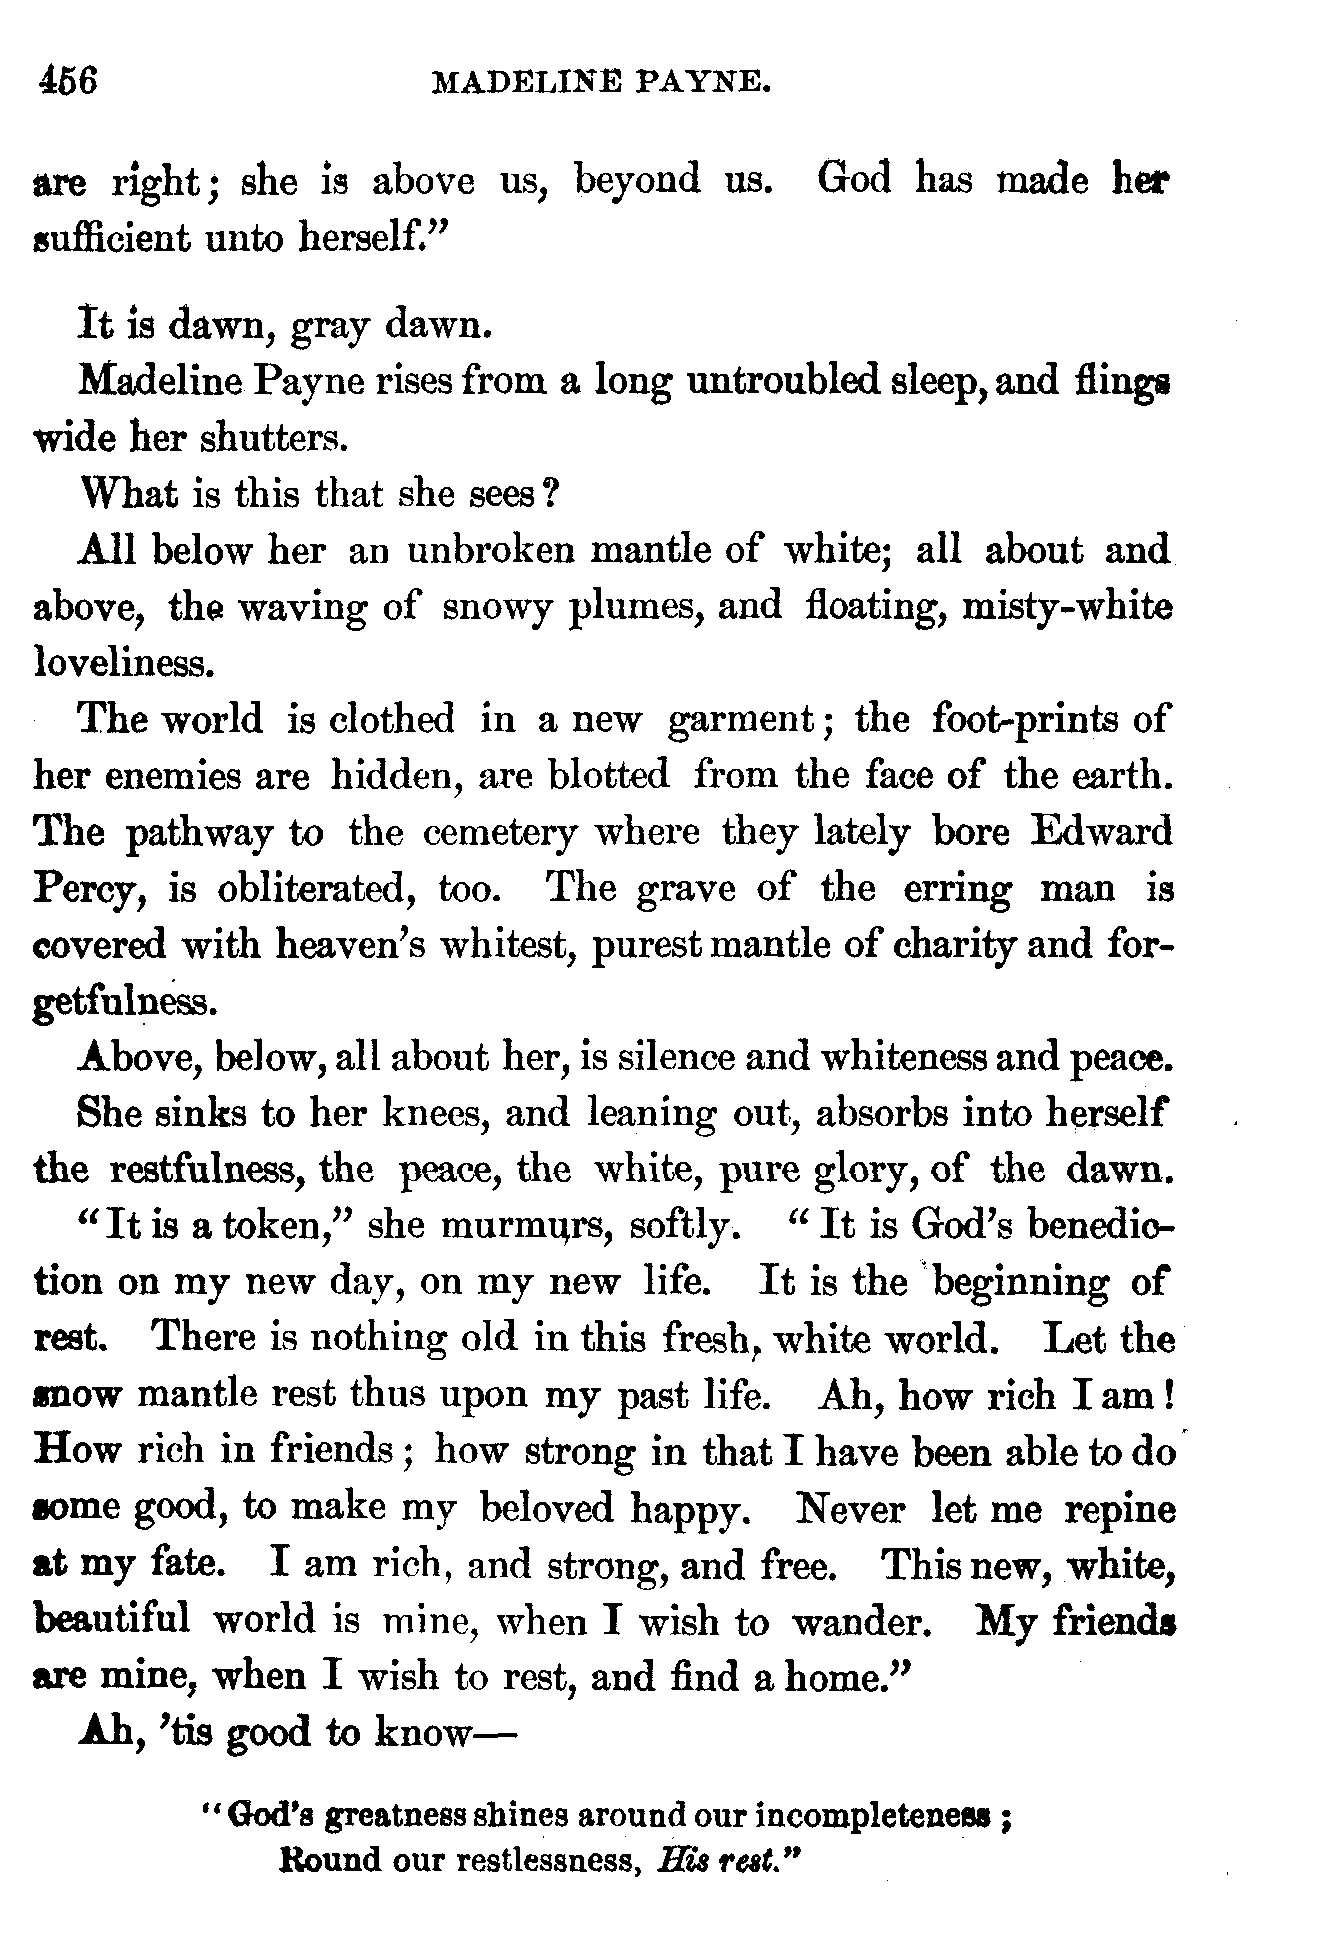 456 MADELINE PAYNE.
are right; she is above us, beyond us. God has made her
sufficient unto herself.”
It is dawn, gray dawn.
Madeline Payne rises from a long untroubled sleep, and flings
wide her shutters.
What is this that she sees?
All below her an unbroken mantle of white; all about and
above, the waving of snowy plumes, and floating, misty-white
loveliness.
The world is clothed in a new garment; the foot-prints of
her enemies are hidden, are blotted from the face of the earth.
The pathway to the cemetery where they lately bore Edward
Percy, is obliterated, too. The grave of the erring man is
covered with heaven’s whitest, purest mantle of charity and for-
getfulness.
Above, below, all about her, is silence and whiteness and peace.
She sinks to her knees, and leaning out, absorbs into herself
the restfulness, the peace, the white, pure glory, of the dawn.
“It is a token,” she murmurs, softly. “It is God’s benedic-
tion on my new day, on my new life. It is the beginning of
rest. There is nothing old in this fresh, white world. Let the
snow mantle rest thus upon my past life. Ah, how rich I am!
How rich in friends; how strong in that I have been able to do
some good, to make my beloved happy. Never let me repine
at my fate. I am rich, and strong, and free. This new, white,
beautiful world is mine, when I wish to wander. My friends
are mine, when I wish to rest, and find a home.”
Ah, ’tis good to know—
“God’s greatness shines around our incompleteness;
Round our restlessness, His rest.”